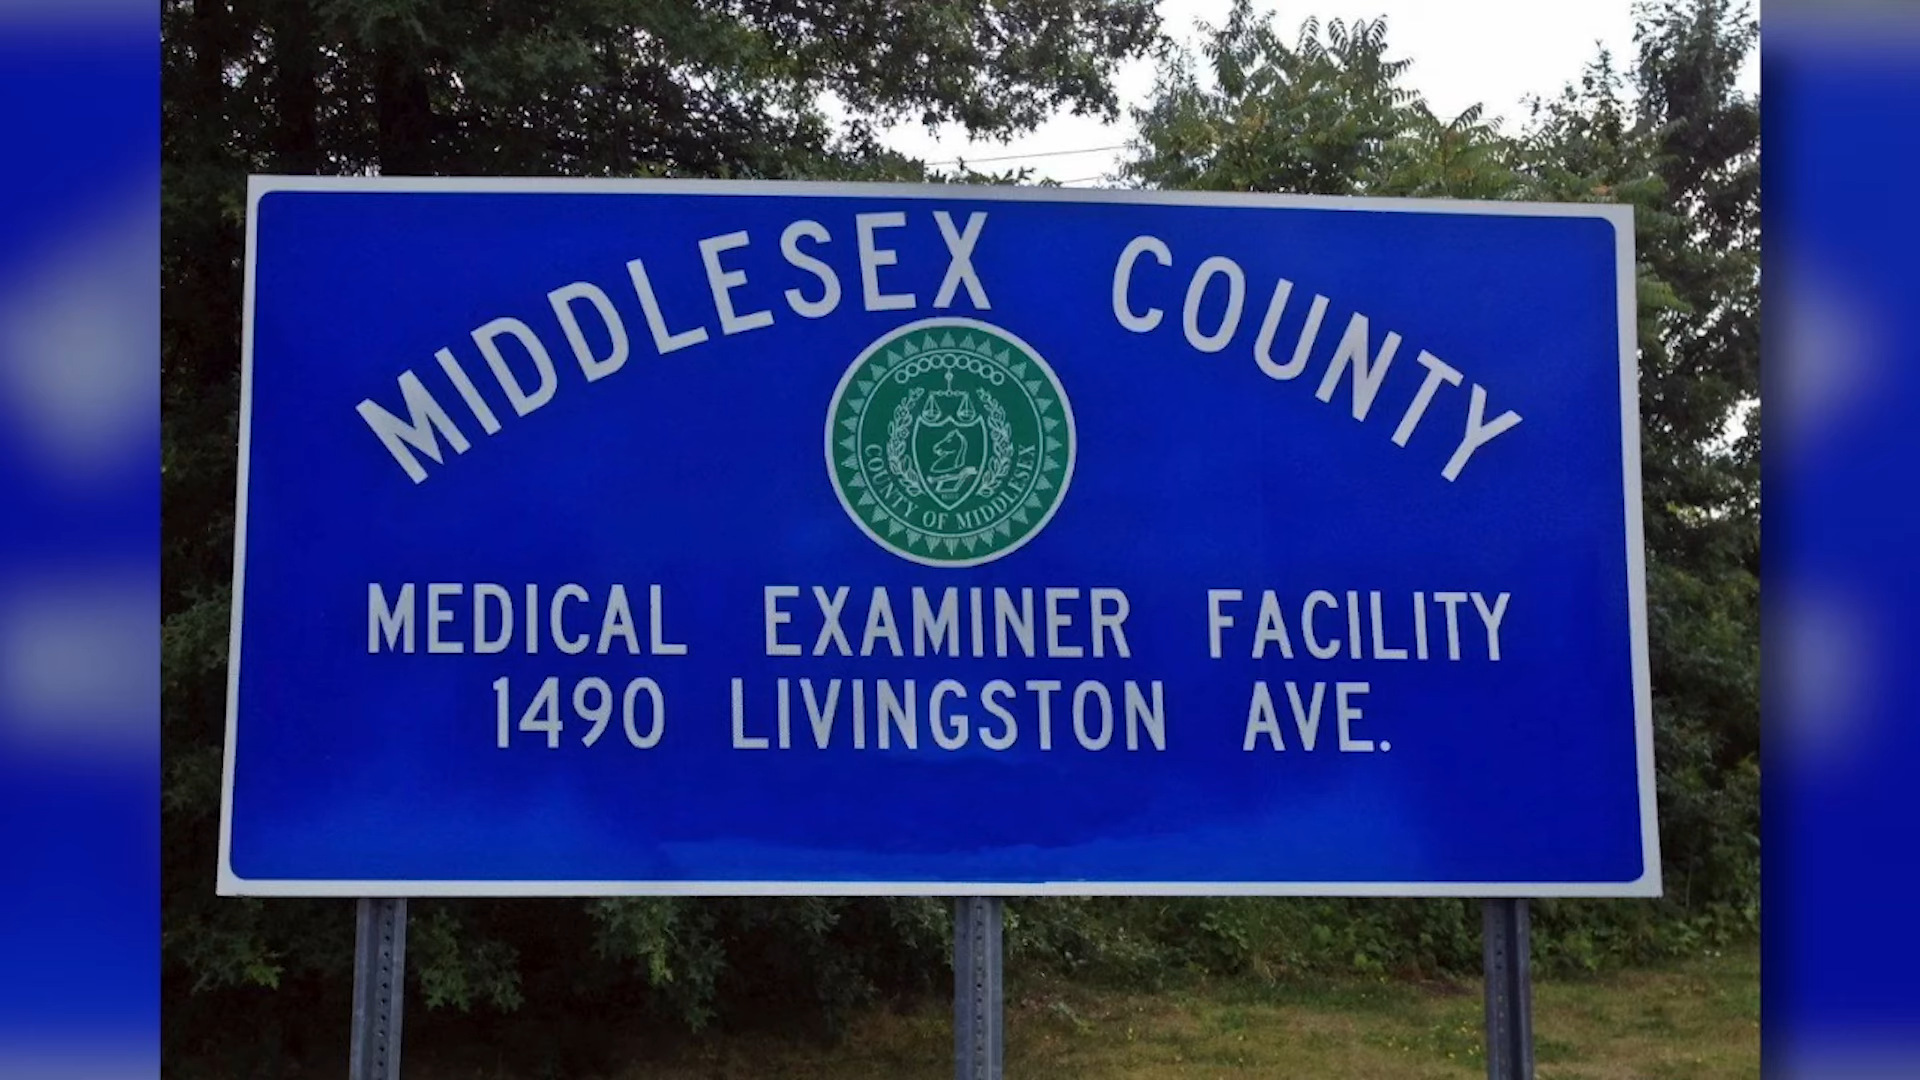 MIDDLESEX COUNTY
COUNTY OF MIDDLESEX
MEDICAL EXAMINER FACILITY
1490 LIVINGSTON AVE.